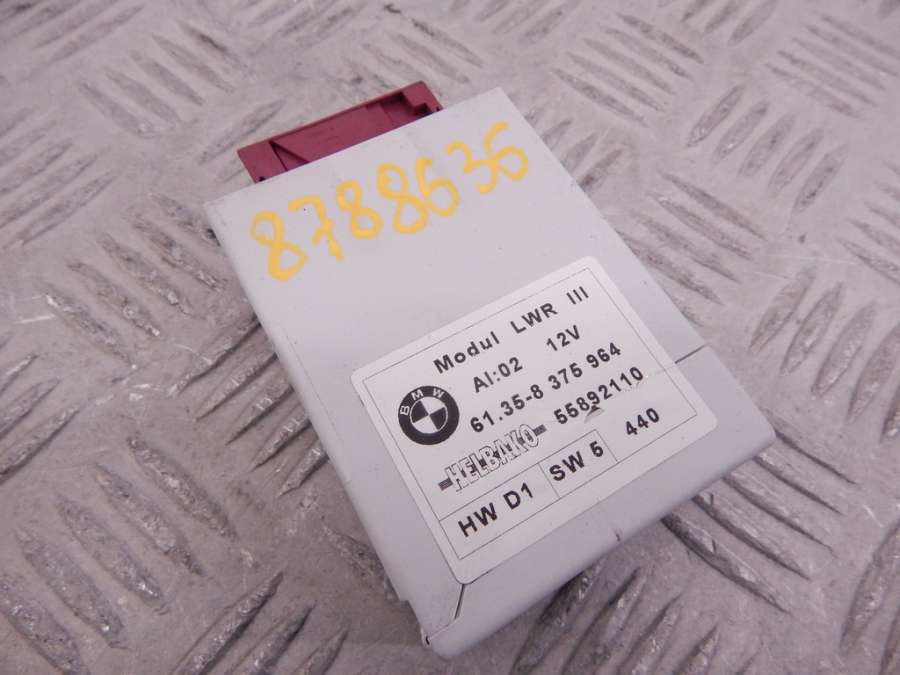 8788636
Modul LWR III
AI:02 12V
BMW
61.35-8 375 964
HELBAKO 55892110
HW D1 SW 5 440